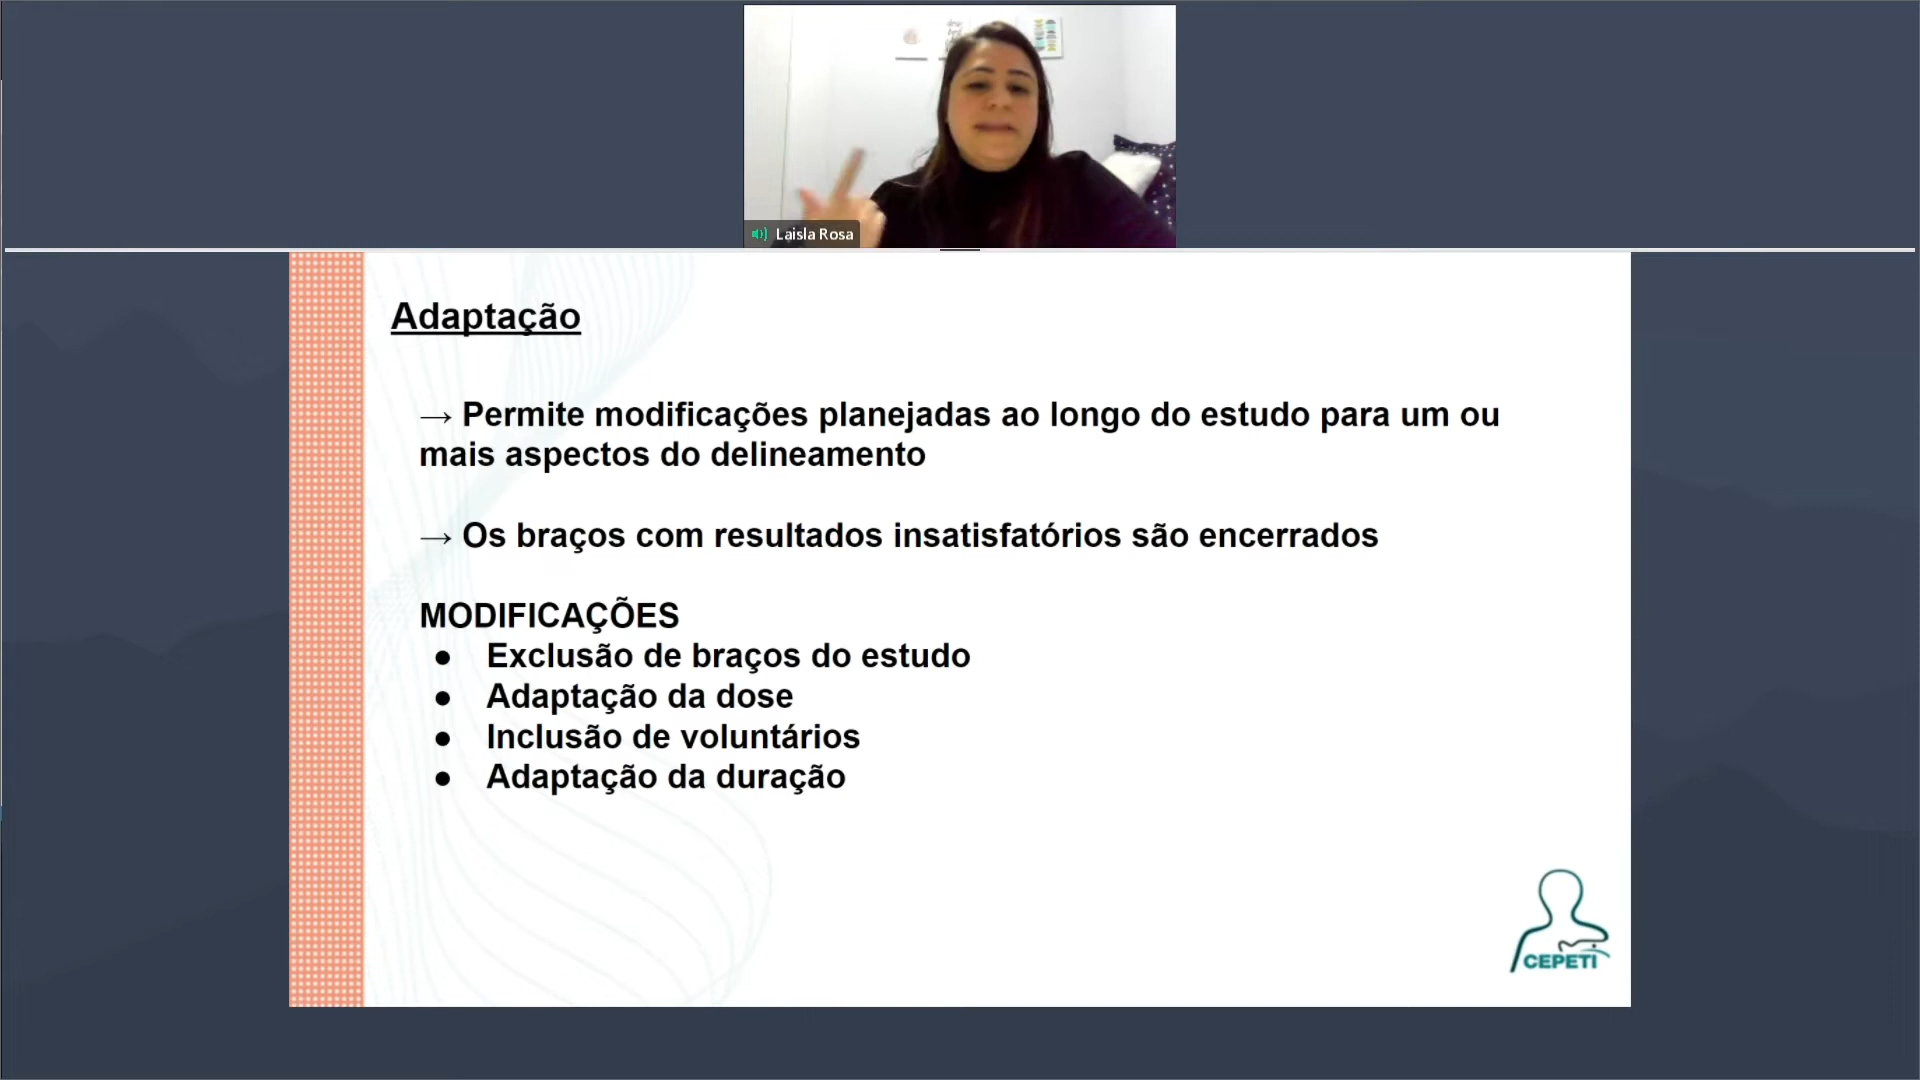 Laisla Rosa
Adaptação
→ Permite modificações planejadas ao longo do estudo para um ou
mais aspectos do delineamento
→ Os braços com resultados insatisfatórios são encerrados
MODIFICAÇÕES
● Exclusão de braços do estudo
● Adaptação da dose
● Inclusão de voluntários
● Adaptação da duração
CEPETI